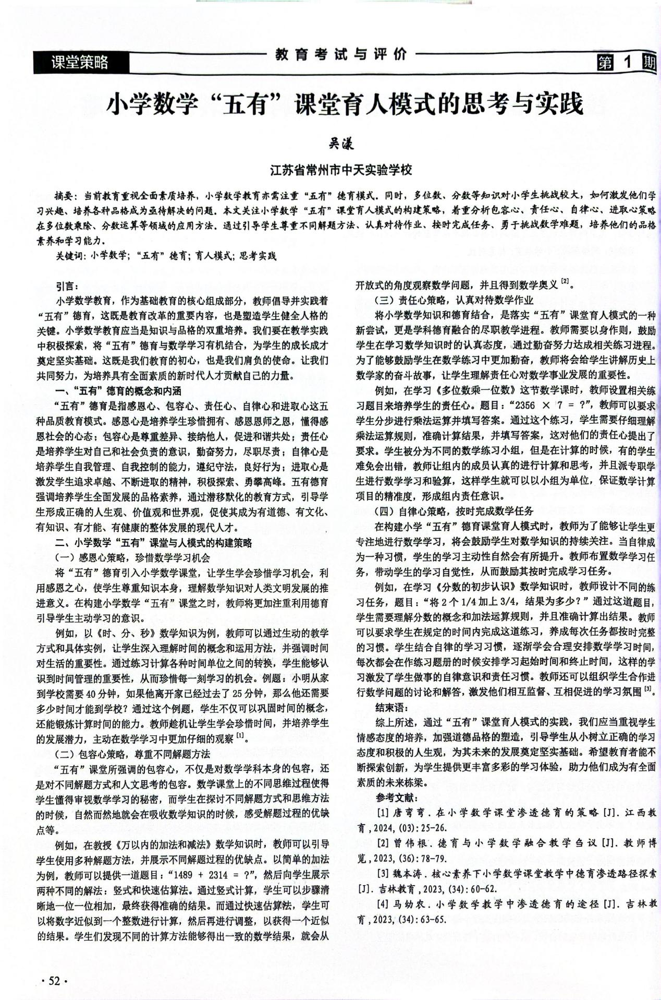 课堂策略
教育考试与评价
第1期
小学数学“五有”课堂育人模式的思考与实践
吴漾
江苏省常州市中天实验学校
摘要：当前教育重视全面素质培养，小学数学教育亦需注重“五有”德育模式．同时，多位数、分数等知识对小学生挑战较大，如何激发他们学
习兴趣、培养各种品格成为亟待解决的问题．本文关注小学数学“五有”课堂育人模式的构建策略，着重分析包容心、责任心、自律心、进取心策略
在多位数乘除、分数运算等领域的应用方法．通过引导学生尊重不同解题方法、认真对待作业、按时完成任务、勇于挑战数学难题，培养他们的品格
素养和学习能力．
关键词：小学数学；“五有”德育；育人模式；思考实践
引言：
小学数学教育，作为基础教育的核心组成部分，教师倡导并实践着
“五有”德育，这既是教育改革的重要内容，也是塑造学生健全人格的
关键。小学数学教育应当是知识与品格的双重培养。我们要在教学实践
中积极探索，将“五有”德育与数学学习有机结合，为学生的成长成才
奠定坚实基础。这既是我们教育的初心，也是我们肩负的使命。让我们
共同努力，为培养具有全面素质的新时代人才贡献自己的力量。
一、“五有”德育的概念和内涵
“五有”德育是指感恩心、包容心、责任心、自律心和进取心这五
种品质教育模式。感恩心是培养学生珍惜拥有、感恩恩师之恩，懂得感
恩社会的心态；包容心是尊重差异、接纳他人，促进和谐共处；责任心
是培养学生对自己和社会负责的意识，勤奋努力，尽职尽责；自律心是
培养学生自我管理、自我控制的能力，遵纪守法，良好行为；进取心是
激发学生追求卓越、不断进取的精神，积极探索、勇攀高峰。五有德育
强调培养学生全面发展的品格素养，通过潜移默化的教育方式，引导学
生形成正确的人生观、价值观和世界观，促使其成为有道德、有文化、
有知识、有才能、有健康的整体发展的现代人才。
二、小学数学“五有”课堂与人模式的构建策略
（一）感恩心策略，珍惜数学学习机会
将“五有”德育引入小学数学课堂，让学生学会珍惜学习机会，利
用感恩之心，使学生尊重知识本身，理解数学知识对人类文明发展的推
进意义。在构建小学数学“五有”课堂之时，教师将更加注重利用德育
引导学生主动学习的意识。
例如，以《时、分、秒》数学知识为例，教师可以通过生动的教学
方式和具体实例，让学生深入理解时间的概念和运用方法，并强调时间
对生活的重要性。通过练习计算各种时间单位之间的转换，学生能够认
识到时间管理的重要性，从而珍惜每一刻学习的机会。例题：小明从家
到学校需要 40 分钟，如果他离开家已经过去了 25 分钟，那么他还需要
多少时间才能到学校？通过这个例题，学生不仅可以巩固时间的概念，
还能锻炼计算时间的能力。教师趁机让学生学会珍惜时间，并培养学生
的发展潜力，主动在数学学习中更加仔细的观察 [1]。
（二）包容心策略，尊重不同解题方法
“五有”课堂所强调的包容心，不仅是对数学学科本身的包容，还
是对不同解题方式和人文思考的包容。数学课堂上的不同思维过程使得
学生懂得审视数学学习的秘密，而学生在探讨不同解题方式和思维方法
的时候，自然而然地就会在吸收数学知识的时候，感受解题过程的优缺
点等。
例如，在教授《万以内的加法和减法》数学知识时，教师可以引导
学生使用多种解题方法，并展示不同解题过程的优缺点。以简单的加法
为例，教师可以提供一道题目：“1489 + 2314 = ?”，然后向学生展示
两种不同的解法：竖式和快速估算法。通过竖式计算，学生可以步骤清
晰地一位一位相加，最终获得准确的结果。而通过快速估算法，学生可
以将数字近似到一个整数进行计算，然后再进行调整，以获得一个近似
的结果。学生们发现不同的计算方法能够得出一致的数学结果，就会从
开放式的角度观察数学问题，并且得到数学奥义 [2]。
（三）责任心策略，认真对待数学作业
将小学数学知识和德育结合，是落实“五有”课堂育人模式的一种
新尝试，更是学科德育融合的尽职教学进程。教师需要以身作则，鼓励
学生在学习数学知识时的认真态度，通过勤奋努力达成相关练习进程。
为了能够鼓励学生在数学练习中更加勤奋，教师将会给学生讲解历史上
数学家的奋斗故事，让学生理解责任心对数学事业发展的重要性。
例如，在学习《多位数乘一位数》这节数学课时，教师设置相关练
习题目来培养学生的责任心。题目：“2356 × 7 = ?”，教师可以要求
学生分步进行乘法运算并填写答案。通过这个练习，学生需要仔细理解
乘法运算规则，准确计算结果，并填写答案，这对他们的责任心提出了
要求。学生被分为不同的数学练习小组，但是在计算的时候，有的学生
难免会出错，教师让组内的成员认真的进行计算和思考，并且派专职学
生进行数学学习和验算，这样学生就可以以小组为单位，保证数学计算
项目的精准度，形成组内责任意识。
（四）自律心策略，按时完成数学任务
在构建小学“五有”德育课堂育人模式时，教师为了能够让学生更
专注地进行数学学习，将会鼓励学生对数学知识的持续关注。当自律成
为一种习惯，学生的学习主动性自然会有所提升。教师布置数学学习任
务，带动学生的学习自觉性，从而鼓励其按时完成学习任务。
例如，在学习《分数的初步认识》数学知识时，教师设计不同的练
习任务，题目：“将 2 个 1/4 加上 3/4，结果为多少？”通过这道题目，
学生需要理解分数的概念和加法运算规则，并且准确计算出结果。教师
可以要求学生在规定的时间内完成这道练习，养成每次任务都按时完整
的习惯。学生结合自律的学习习惯，逐渐学会合理安排数学学习时间，
每次都会在作练习题册的时候安排学习起始时间和终止时间，这样的学
习激发了学生做事的自律意识和责任习惯。教师还可以组织学生合作进
行数学问题的讨论和解答，激发他们相互监督、互相促进的学习氛围 [3]。
结束语：
综上所述，通过“五有”课堂育人模式的实践，我们应当重视学生
情感态度的培养，加强道德品格的塑造，引导学生从小树立正确的学习
态度和积极的人生观，为其未来的发展奠定坚实基础。希望教育者能不
断探索创新，为学生提供更丰富多彩的学习体验，助力他们成为有全面
素质的未来栋梁。
参考文献：
[1] 唐弯弯．在小学数学课堂渗透德育的策略 [J]．江西教
育，2024,(03):25-26.
[2] 曾伟根．德育与小学数学融合教学刍议 [J]．教师博
览，2023,(36):78-79.
[3] 魏本涛．核心素养下小学数学课堂教学中德育渗透路径探索
[J]．吉林教育，2023,(34):60-62.
[4] 马幼农．小学数学教学中渗透德育的途径 [J]．吉林教
育，2023,(34):63-65.
·52·